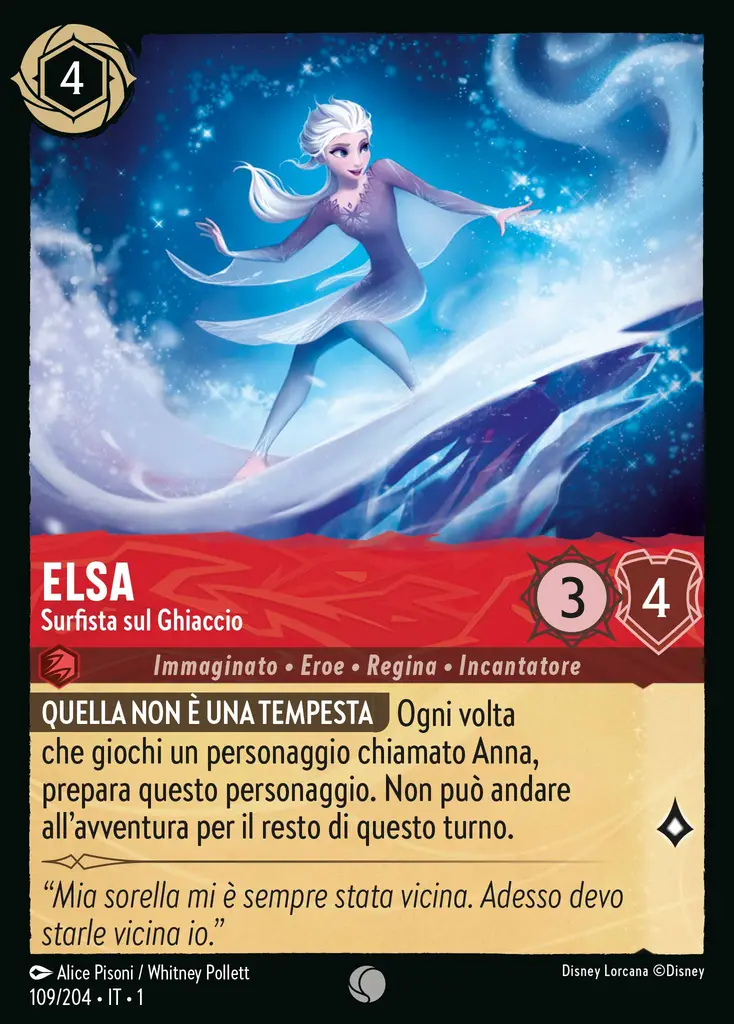 4
ELSA
Surfista sul Ghiaccio
3
4
Immaginato • Eroe • Regina • Incantatore
QUELLA NON È UNA TEMPESTA Ogni volta
che giochi un personaggio chiamato Anna,
prepara questo personaggio. Non può andare
all’avventura per il resto di questo turno.
“Mia sorella mi è sempre stata vicina. Adesso devo
starle vicina io.”
Alice Pisoni / Whitney Pollett
Disney Lorcana ©Disney
109/204 • IT • 1